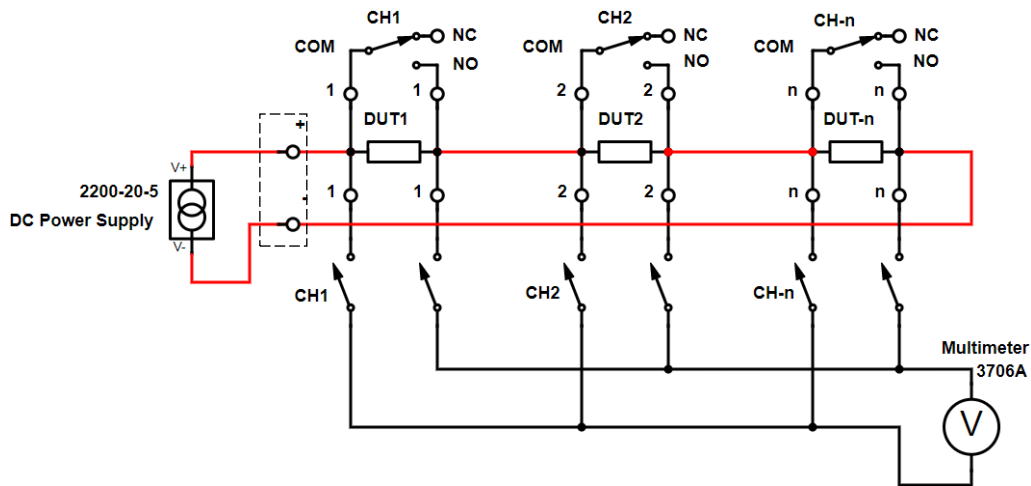 CH1
CH2
CH-n
COM
NC
COM
NC
COM
NC
NO
NO
NO
1
1
2
2
n
n
DUT1
DUT2
DUT-n
+
V+
2200-20-5
DC Power Supply
V-
-
1
1
2
2
n
n
CH1
CH2
CH-n
Multimeter
3706A
V